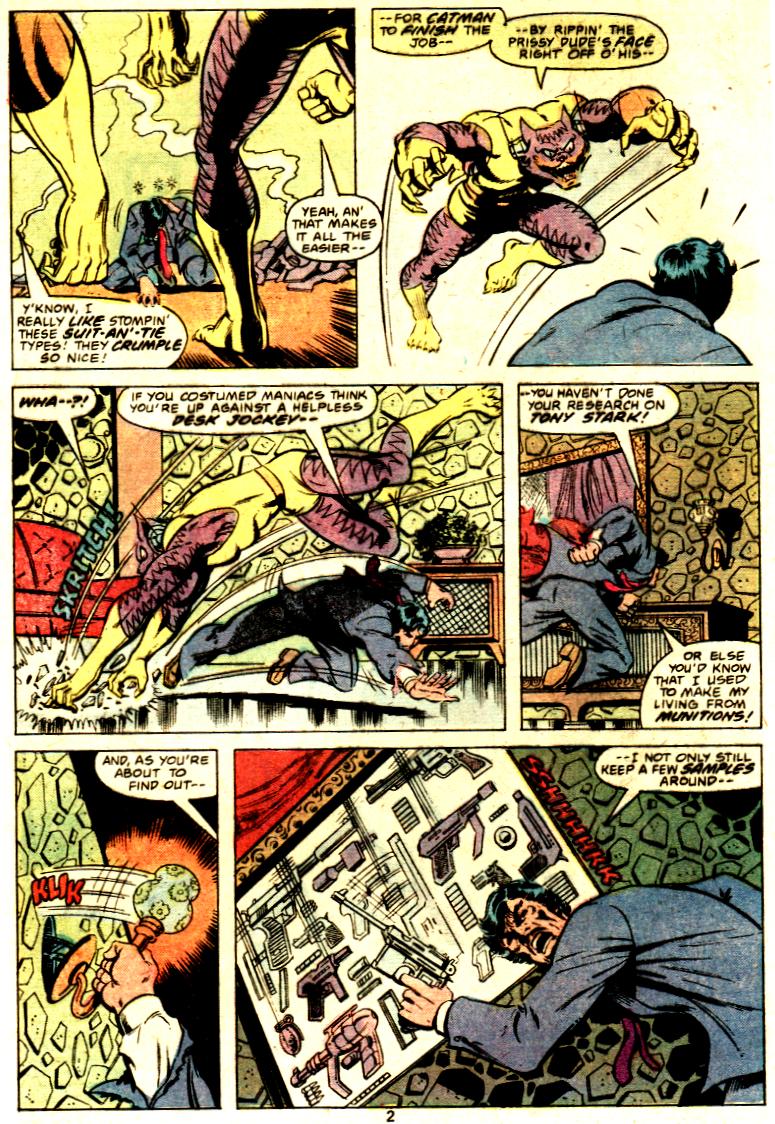 Y'KNOW, I
REALLY LIKE STOMPIN'
THESE SUIT-AN'-TIE
TYPES! THEY CRUMPLE
SO NICE!
YEAH, AN'
THAT MAKES
IT ALL THE
EASIER--
--FOR CATMAN
TO FINISH THE
JOB--
--BY RIPPIN' THE
PRISSY DUDE'S FACE
RIGHT OFF O' HIS--
WHA--?!
SKRITTCH!
IF YOU COSTUMED MANIACS THINK
YOU'RE UP AGAINST A HELPLESS
DESK JOCKEY--
--YOU HAVEN'T DONE
YOUR RESEARCH ON
TONY STARK!
OR ELSE
YOU'D KNOW
THAT I USED
TO MAKE MY
LIVING FROM
MUNITIONS!
AND, AS YOU'RE
ABOUT TO
FIND OUT--
KLIK
--I NOT ONLY STILL
KEEP A FEW SAMPLES
AROUND--
SSHHHHKK
2